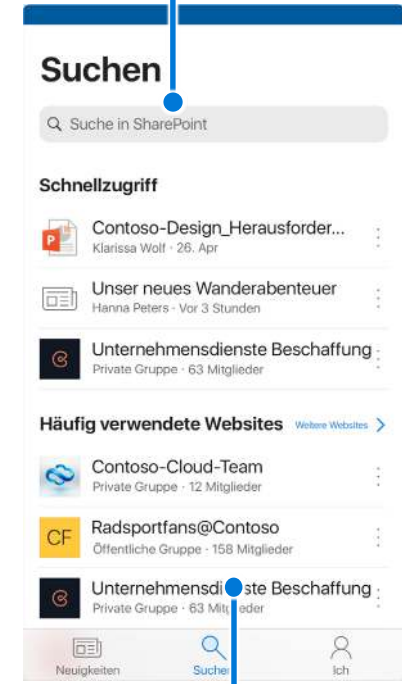 Suchen
Suche in SharePoint
Schnellzugriff
Contoso-Design_Herausforder...
Klarissa Wolf · 26. Apr
Unser neues Wanderabenteuer
Hanna Peters · Vor 3 Stunden
Unternehmensdienste Beschaffung
Private Gruppe · 63 Mitglieder
Häufig verwendete Websites Weitere Websites
Contoso-Cloud-Team
Private Gruppe · 12 Mitglieder
CF
Radsportfans@Contoso
Öffentliche Gruppe · 158 Mitglieder
Unternehmensdienste Beschaffung
Private Gruppe · 63 Mitglieder
Neuigkeiten Suchen Ich